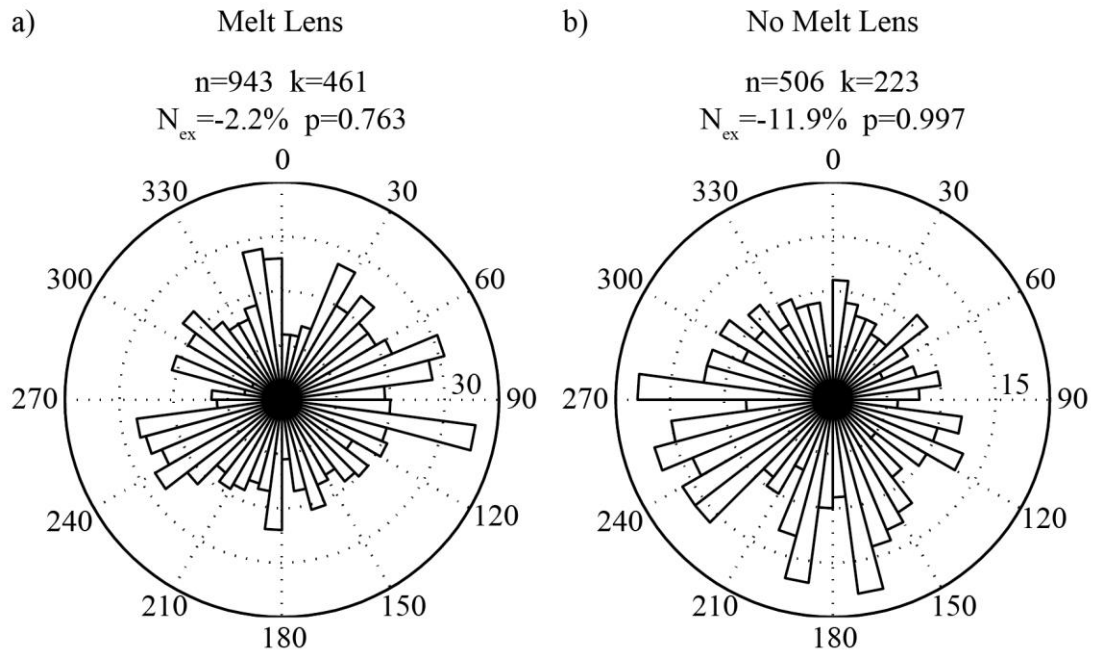 a) Melt Lens
n=943 k=461
Nex=-2.2% p=0.763
0
330 30
300 60
270 30 90
240 120
210 150
180
b) No Melt Lens
n=506 k=223
Nex=-11.9% p=0.997
0
330 30
300 60
270 15 90
240 120
210 150
180